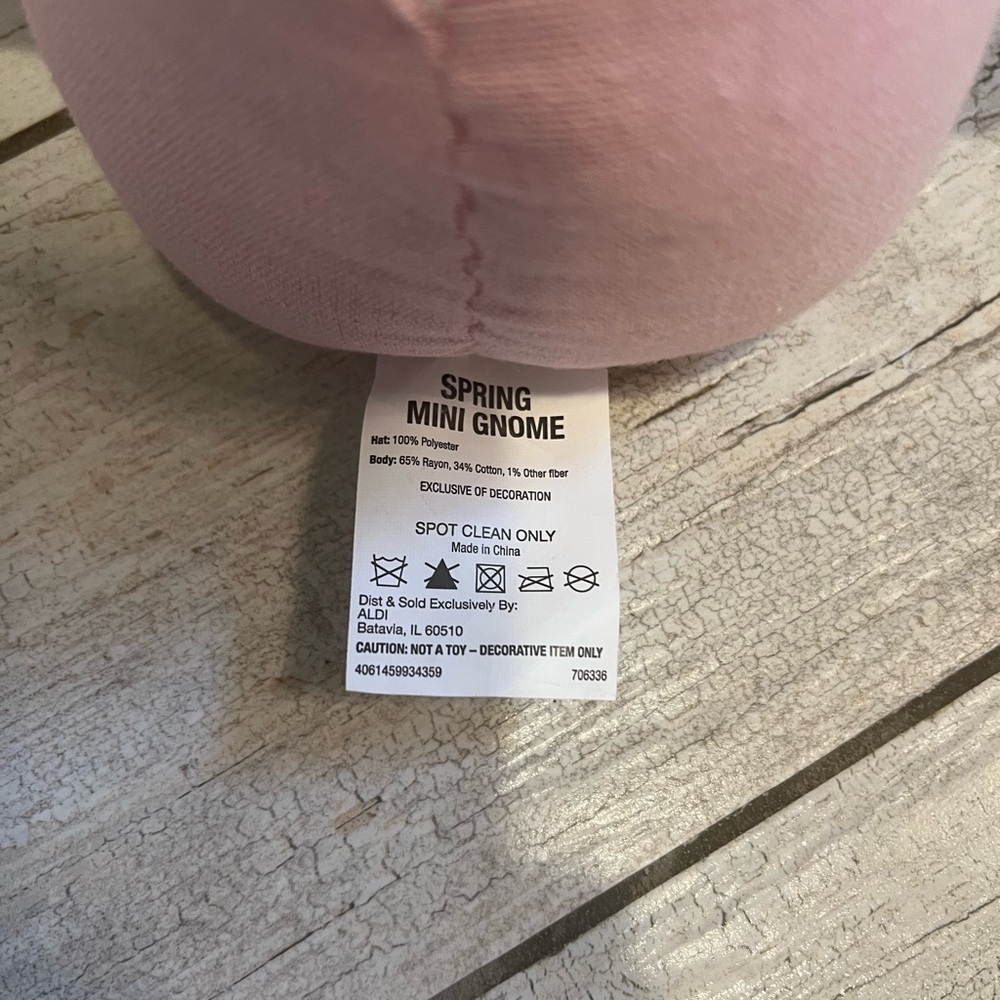 SPRING
MINI GNOME
Hat: 100% Polyester
Body: 65% Rayon, 34% Cotton, 1% Other fiber
EXCLUSIVE OF DECORATION
SPOT CLEAN ONLY
Made in China
Dist & Sold Exclusively By:
ALDI
Batavia, IL 60510
CAUTION: NOT A TOY – DECORATIVE ITEM ONLY
4061459934359 706336